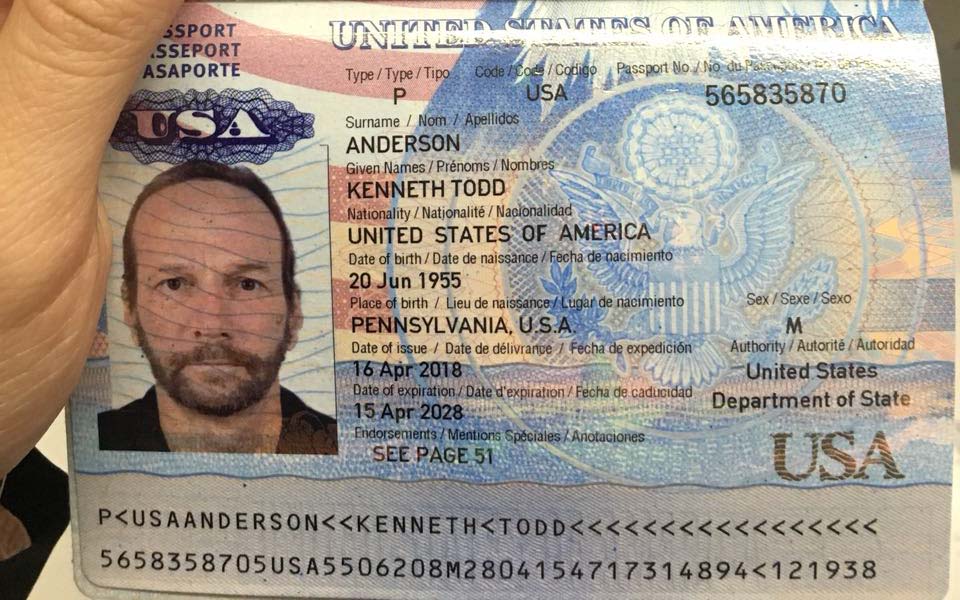 SSPORT
ASSEPORT
ASAPORTE
USA
UNITED STATES OF AMERICA
Type / Type / Tipo Code / Code / Codigo Passport No. / No. du
P USA 565835870
Surname / Nom / Apellidos
ANDERSON
Given Names / Prénoms / Nombres
KENNETH TODD
Nationality / Nationalité / Nacionalidad
UNITED STATES OF AMERICA
Date of birth / Date de naissance / Fecha de nacimiento
20 Jun 1955
Place of birth / Lieu de naissance / Lugar de nacimiento Sex / Sexe / Sexo
PENNSYLVANIA, U.S.A. M
Date of issue / Date de délivrance / Fecha de expedición Authority / Autorité / Autoridad
16 Apr 2018 United States
Date of expiration / Date d'expiration / Fecha de caducidad Department of State
15 Apr 2028
Endorsements / Mentions Spéciales / Anotaciones
SEE PAGE 51 USA
P<USAANDERSON<<KENNETH<TODD<<<<<<<<<<<<<<<<<
5658358705USA5506208M2804154717314894<121938